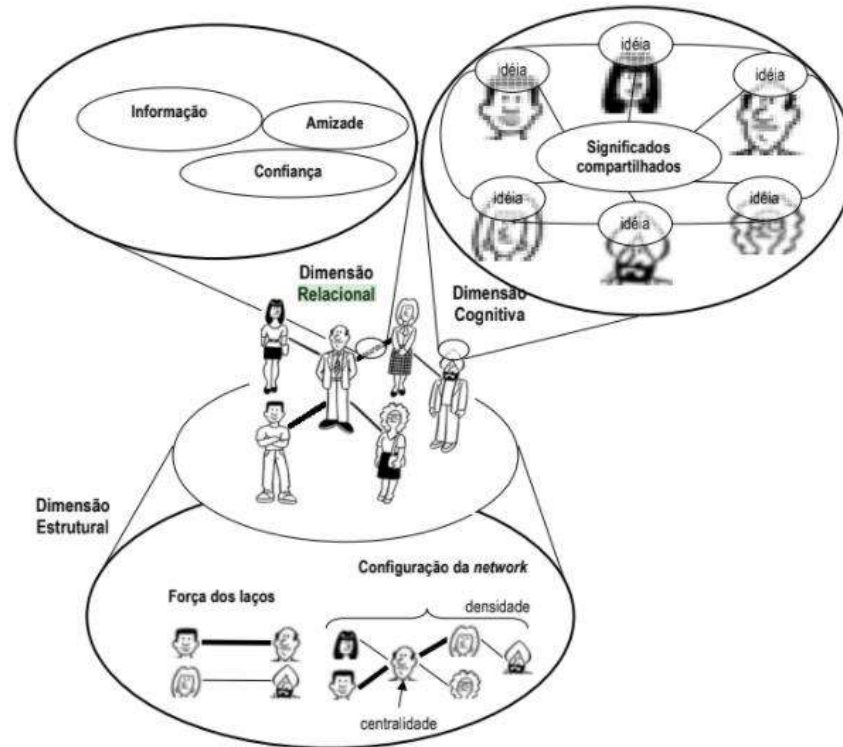 idéia
idéia
idéia
Informação
Amizade
Confiança
Significados
compartilhados
idéia
idéia
idéia
Dimensão
Relacional
Dimensão
Cognitiva
Dimensão
Estrutural
Configuração da network
Força dos laços
densidade
centralidade